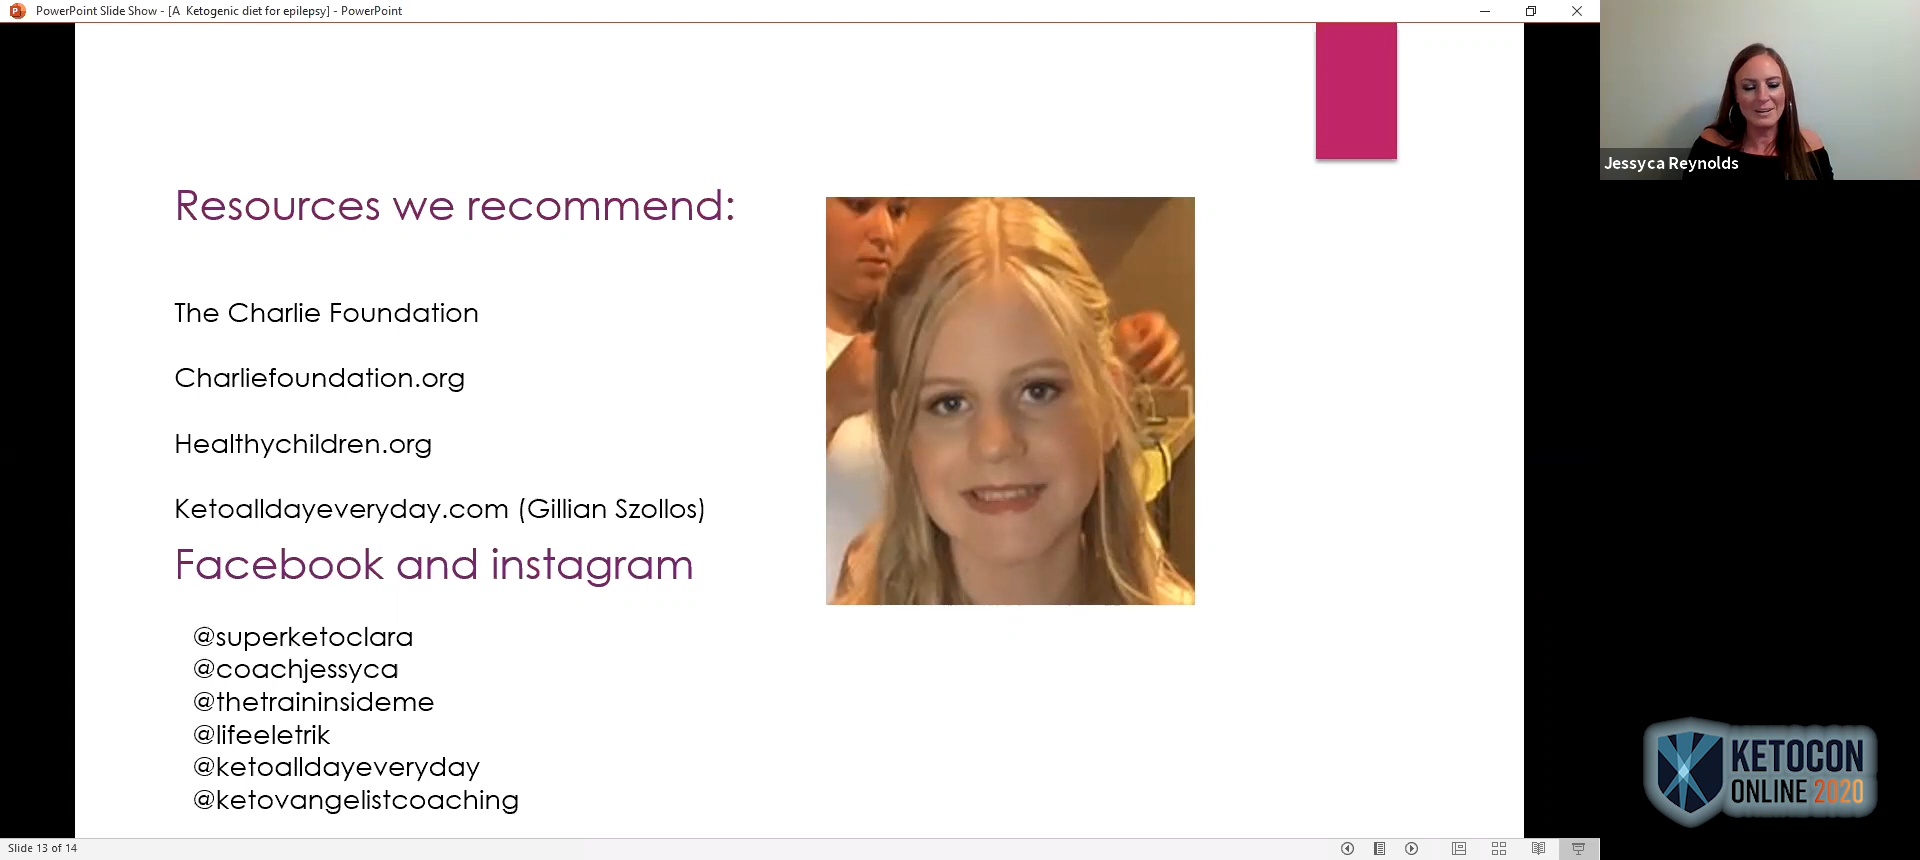 PowerPoint Slide Show - [A  Ketogenic diet for epilepsy] - PowerPoint
Jessyca Reynolds
Resources we recommend:
The Charlie Foundation
Charliefoundation.org
Healthychildren.org
Ketoalldayeveryday.com (Gillian Szollos)
Facebook and instagram
@superketoclara
@coachjessyca
@thetraininsideme
@lifeeletrik
@ketoalldayeveryday
@ketovangelistcoaching
KETOCON
ONLINE 2020
Slide 13 of 14